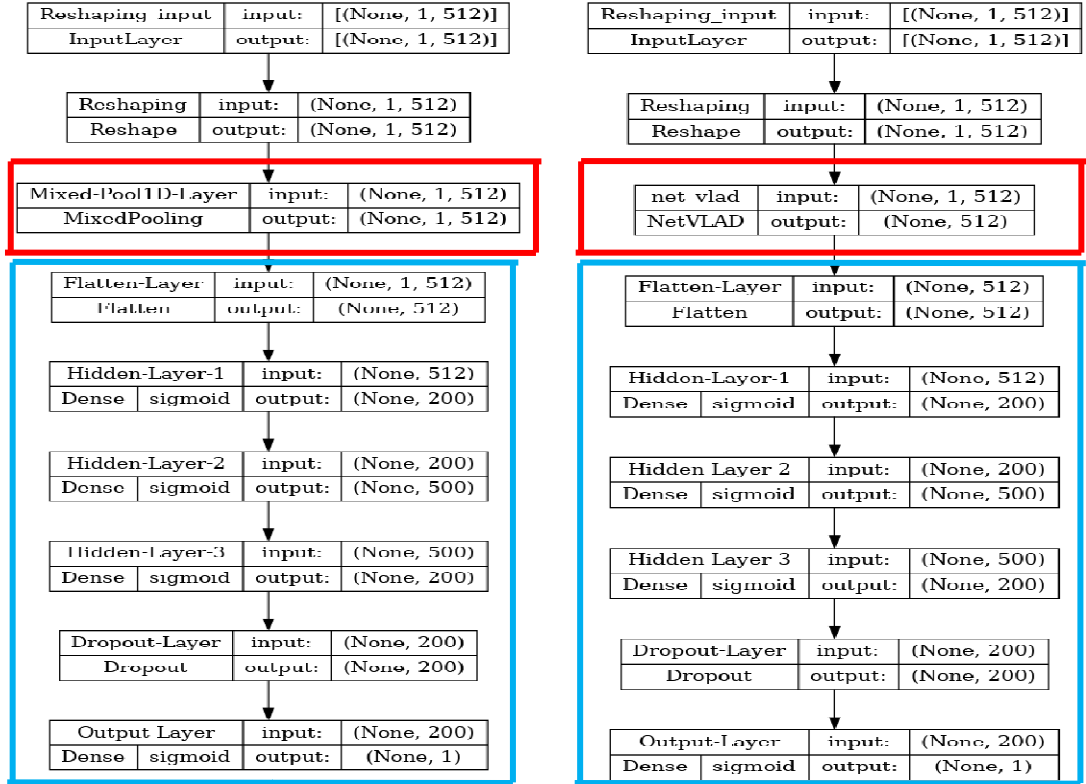 Reshaping input input: [(None, 1, 512)]
InputLayer output: [(None, 1, 512)]
Reshaping input: (None, 1, 512)
Reshape output: (None, 1, 512)
Mixed-Pool1D-Layer input: (None, 1, 512)
MixedPooling output: (None, 1, 512)
Flatten-Layer input: (None, 1, 512)
Flatten output: (None, 512)
Hidden-Layer-1 input: (None, 512)
Dense sigmoid output: (None, 200)
Hidden-Layer-2 input: (None, 200)
Dense sigmoid output: (None, 500)
Hidden-Layer-3 input: (None, 500)
Dense sigmoid output: (None, 200)
Dropout-Layer input: (None, 200)
Dropout output: (None, 200)
Output Layer input: (None, 200)
Dense sigmoid output: (None, 1)
Reshaping_input input: [(None, 1, 512)]
InputLayer output: [(None, 1, 512)]
Reshaping input: (None, 1, 512)
Reshape output: (None, 1, 512)
net vlad input: (None, 1, 512)
NetVLAD output: (None, 512)
Flatten-Layer input: (None, 512)
Flatten output: (None, 512)
Hidden-Layer-1 input: (None, 512)
Dense sigmoid output: (None, 200)
Hidden Layer 2 input: (None, 200)
Dense sigmoid output: (None, 500)
Hidden Layer 3 input: (None, 500)
Dense sigmoid output: (None, 200)
Dropout-Layer input: (None, 200)
Dropout output: (None, 200)
Output-Layer input: (None, 200)
Dense sigmoid output: (None, 1)